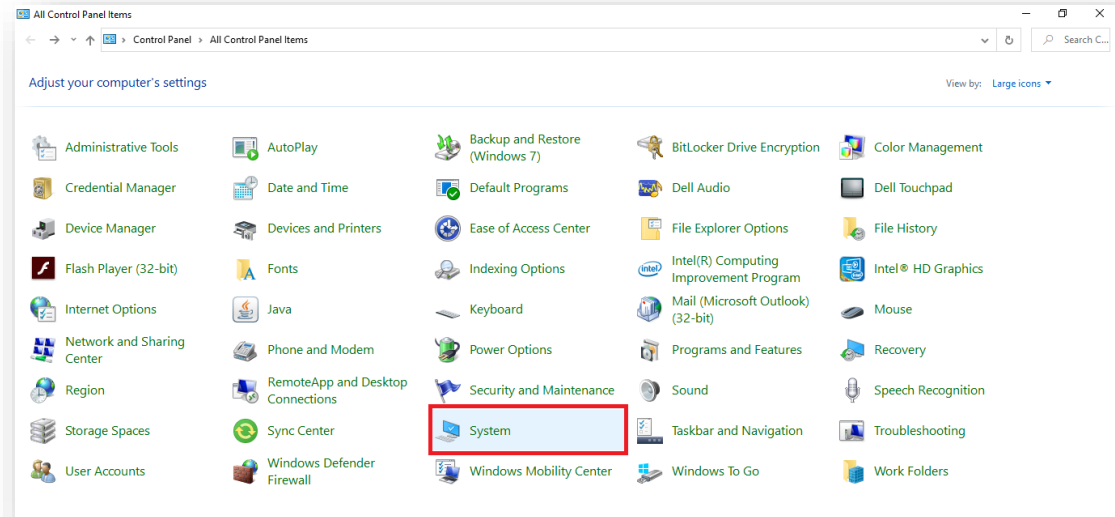 All Control Panel Items
Control Panel > All Control Panel Items
Search C...
Adjust your computer's settings
View by: Large icons
Administrative Tools
AutoPlay
Backup and Restore
(Windows 7)
BitLocker Drive Encryption
Color Management
Credential Manager
Date and Time
Default Programs
Dell Audio
Dell Touchpad
Device Manager
Devices and Printers
Ease of Access Center
File Explorer Options
File History
Flash Player (32-bit)
Fonts
Indexing Options
intel
Intel(R) Computing
Improvement Program
Intel® HD Graphics
Internet Options
Java
Keyboard
Mail (Microsoft Outlook)
(32-bit)
Mouse
Network and Sharing
Center
Phone and Modem
Power Options
Programs and Features
Recovery
Region
RemoteApp and Desktop
Connections
Security and Maintenance
Sound
Speech Recognition
Storage Spaces
Sync Center
System
Taskbar and Navigation
Troubleshooting
User Accounts
Windows Defender
Firewall
Windows Mobility Center
Windows To Go
Work Folders